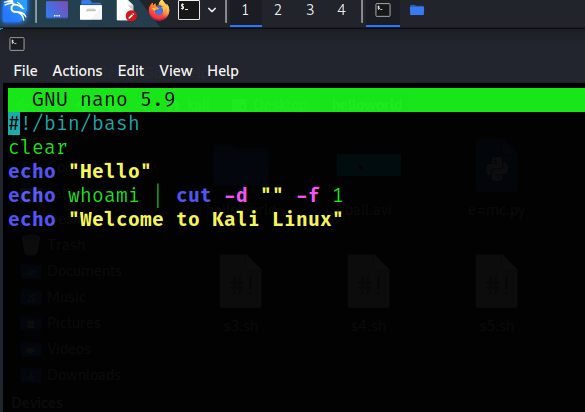 1 2 3 4
File Actions Edit View Help
GNU nano 5.9
#!/bin/bash
clear
echo "Hello"
echo whoami | cut -d "" -f 1
echo "Welcome to Kali Linux"
Trash
Documents
Music
Pictures
Videos
Downloads
Devices
e=mc.py
s3.sh
s4.sh
s5.sh